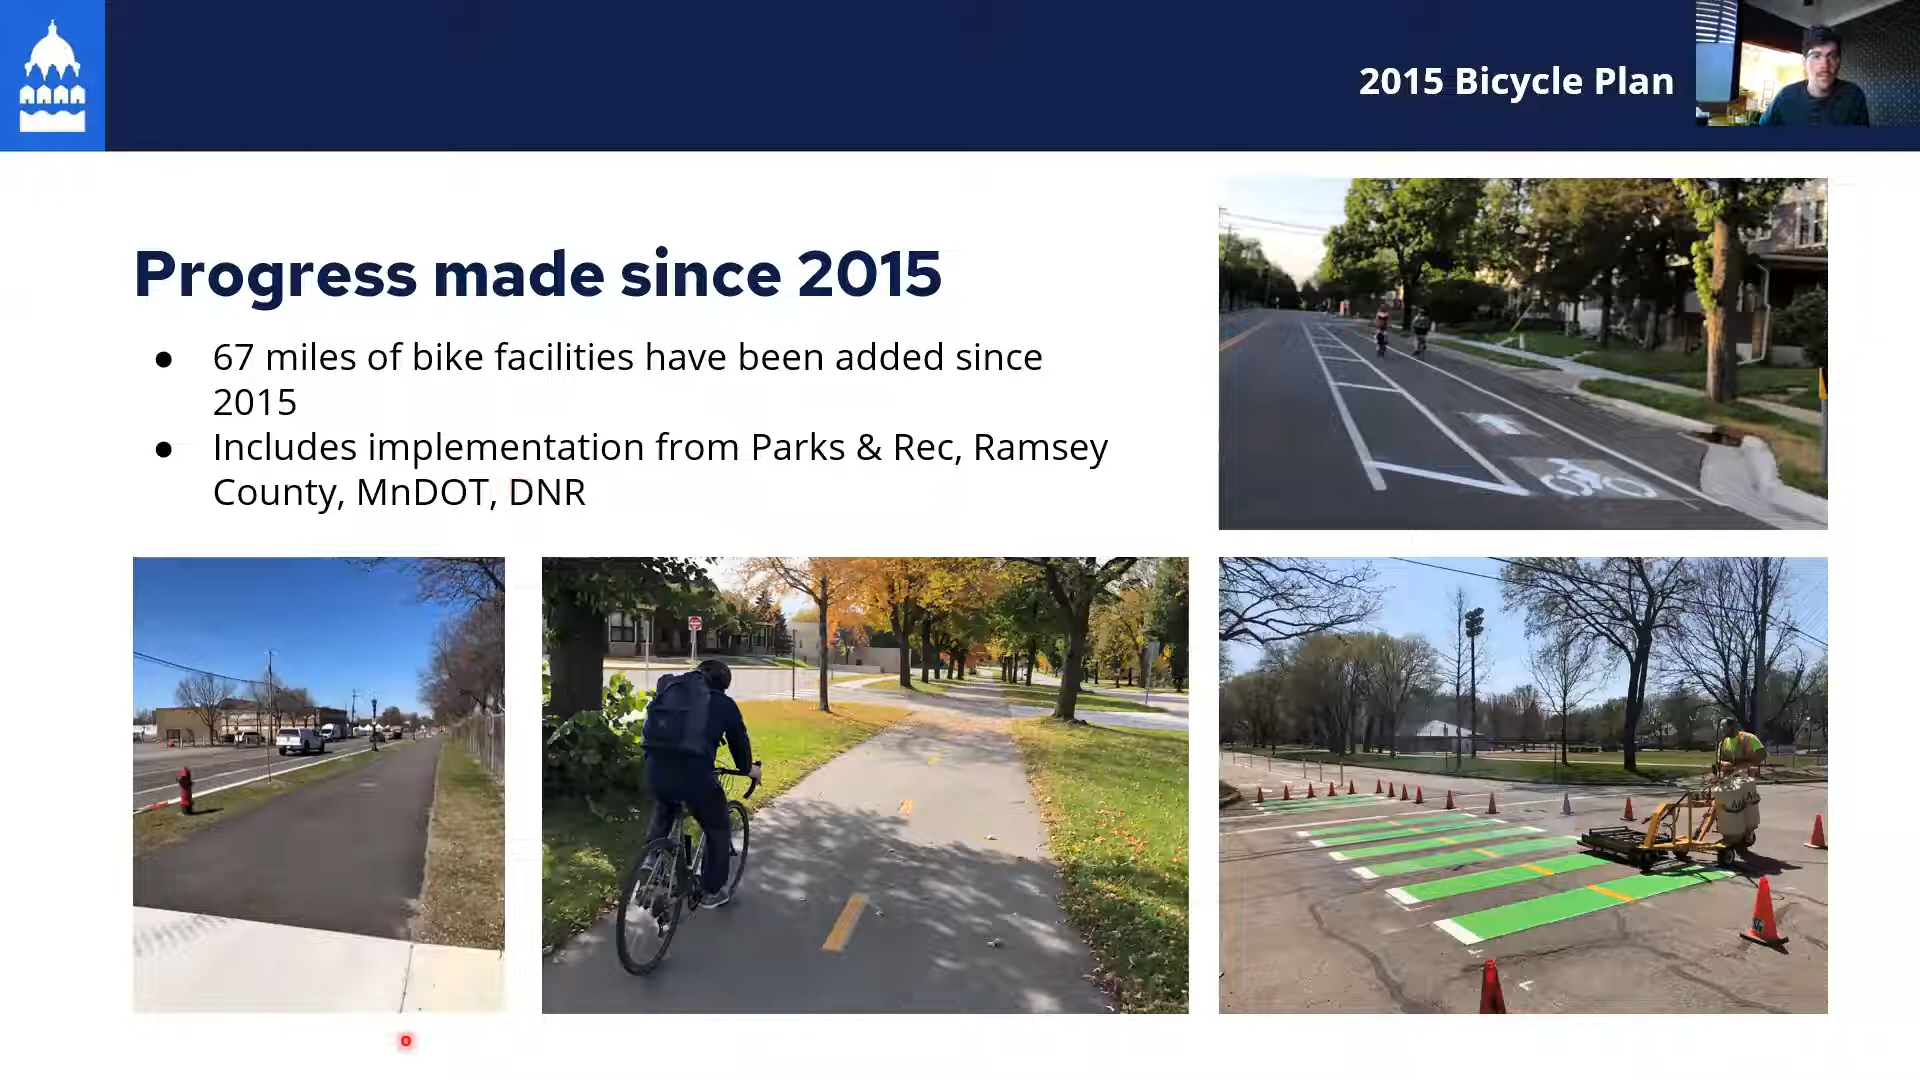 2015 Bicycle Plan
Progress made since 2015
● 67 miles of bike facilities have been added since
2015
● Includes implementation from Parks & Rec, Ramsey
County, MnDOT, DNR